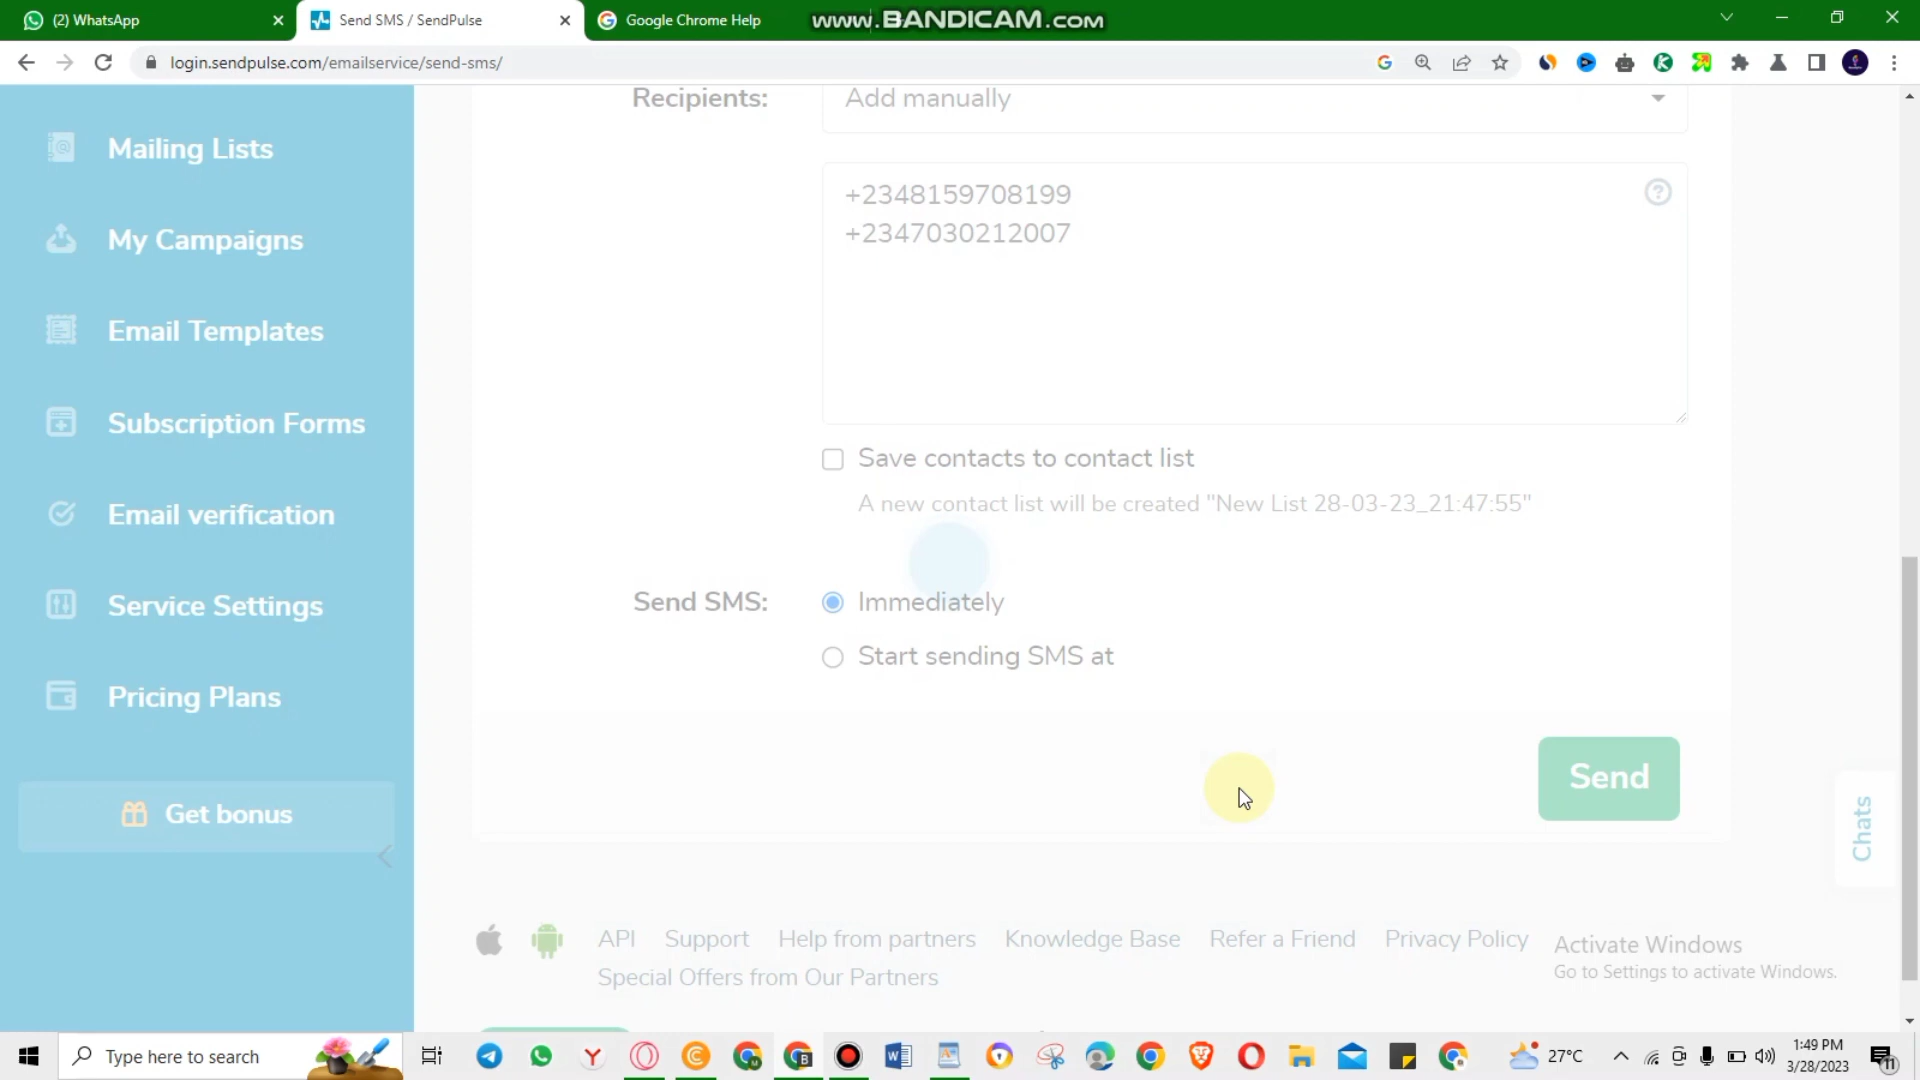 (2) WhatsApp
Send SMS / SendPulse
Google Chrome Help
www.BANDICAM.com
login.sendpulse.com/emailservice/send-sms/
Mailing Lists
My Campaigns
Email Templates
Subscription Forms
Email verification
Service Settings
Pricing Plans
Get bonus
Recipients:
Add manually
+2348159708199
+2347030212007
Save contacts to contact list
A new contact list will be created "New List 28-03-23_21:47:55"
Send SMS:
Immediately
Start sending SMS at
Send
Chats
API
Support
Help from partners
Knowledge Base
Refer a Friend
Privacy Policy
Special Offers from Our Partners
Activate Windows
Go to Settings to activate Windows.
Type here to search
27°C
1:49 PM
3/28/2023
11